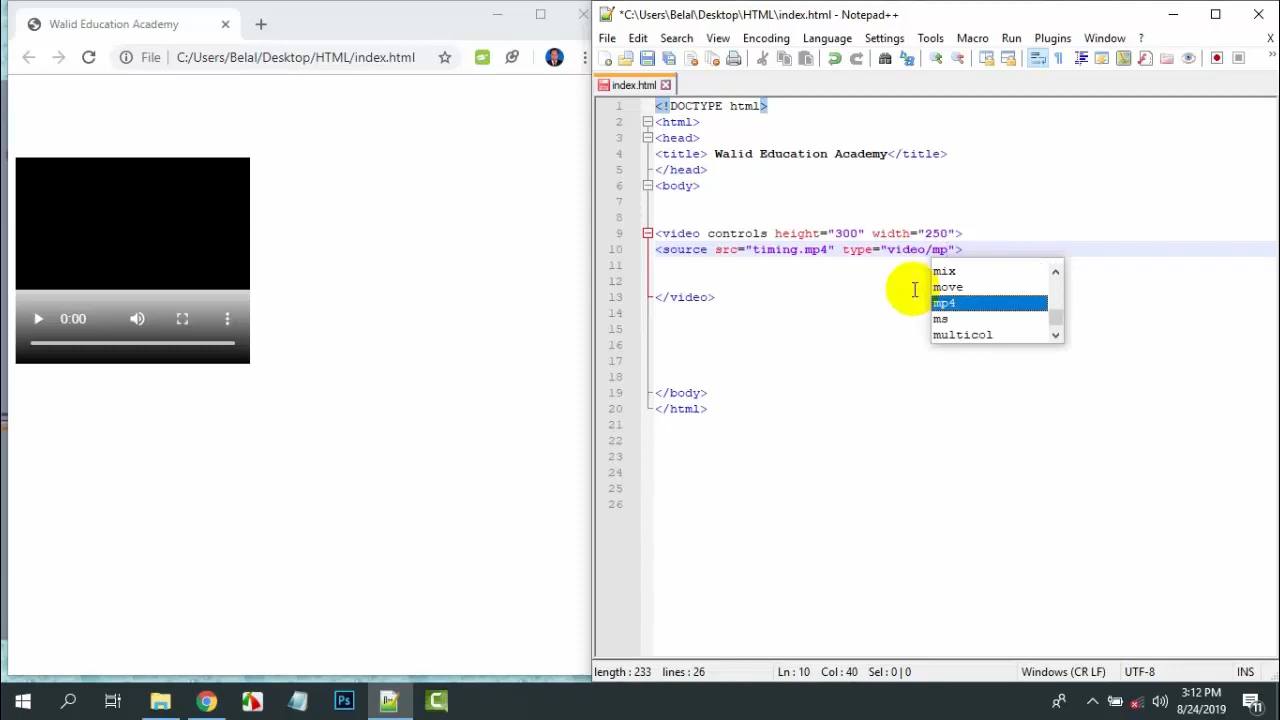 Walid Education Academy
File
C:/Users/Belal/Desktop/HTML/index.html
0:00
*C:\Users\Belal\Desktop\HTML\index.html - Notepad++
File Edit Search View Encoding Language Settings Tools Macro Run Plugins Window ?
X
index.html
1 <!DOCTYPE html>
2 <html>
3 <head>
4 <title> Walid Education Academy</title>
5 </head>
6 <body>
7
8
9 <video controls height="300" width="250">
10 <source src="timing.mp4" type="video/mp">
11
12
13 </video>
14
15
16
17
18
19 </body>
20 </html>
21
22
23
24
25
26
mix
move
mp4
ms
multicol
length : 233 lines : 26 Ln : 10 Col : 40 Sel : 0 | 0 Windows (CR LF) UTF-8 INS
Ps
C
3:12 PM
8/24/2019
11